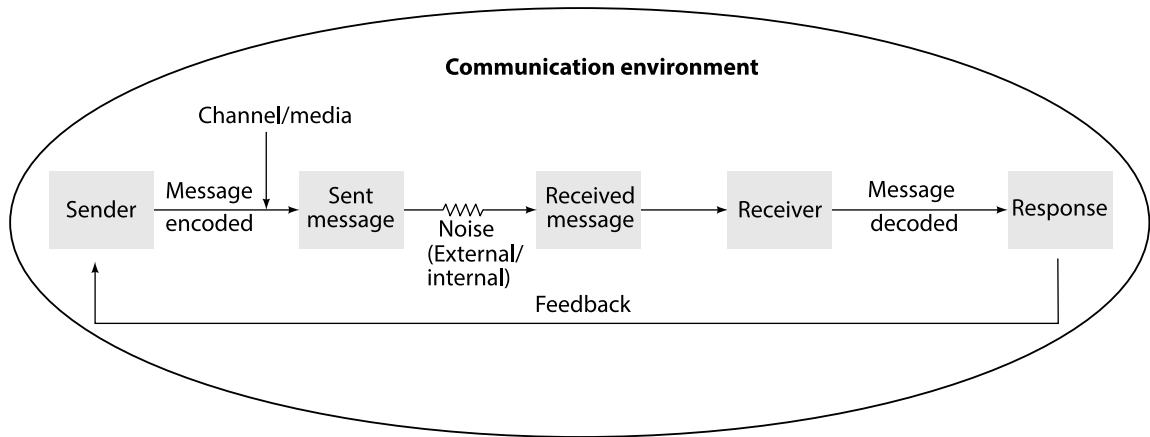 Communication environment
Channel/media
Sender
Message
encoded
Sent
message
Noise
(External/
internal)
Received
message
Receiver
Message
decoded
Response
Feedback